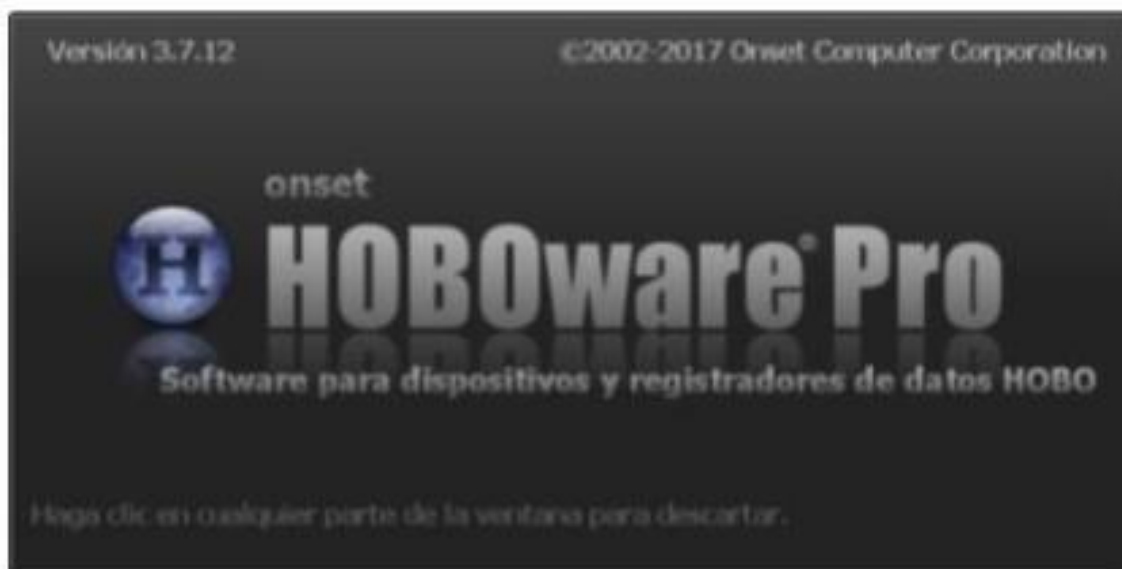 Versión 3.7.12
©2002-2017 Onset Computer Corporation
onset
H
HOBOware® Pro
Software para dispositivos y registradores de datos HOBO
Haga clic en cualquier parte de la ventana para descartar.